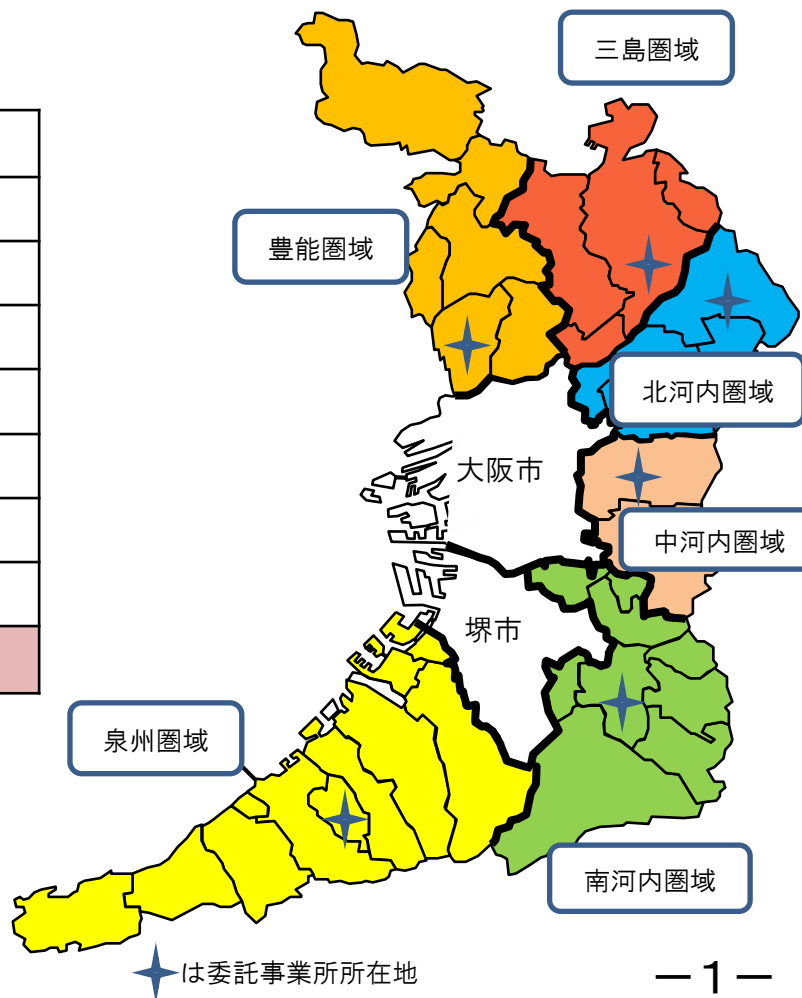 三島圏域
豊能圏域
北河内圏域
大阪市
中河内圏域
堺市
泉州圏域
南河内圏域
は委託事業所所在地
－１－